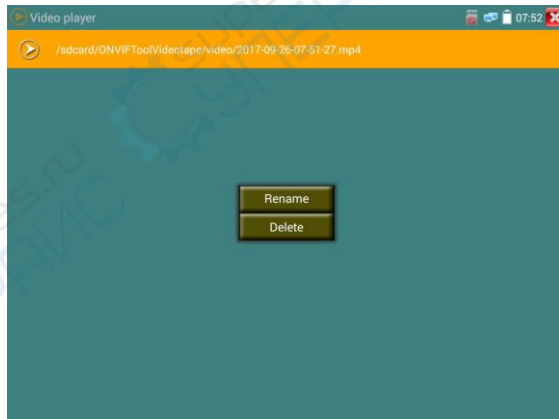 Video player
07:52
/sdcard/ONVIFToolVideotape/video/2017-09-26-07-51-27.mp4
Rename
Delete